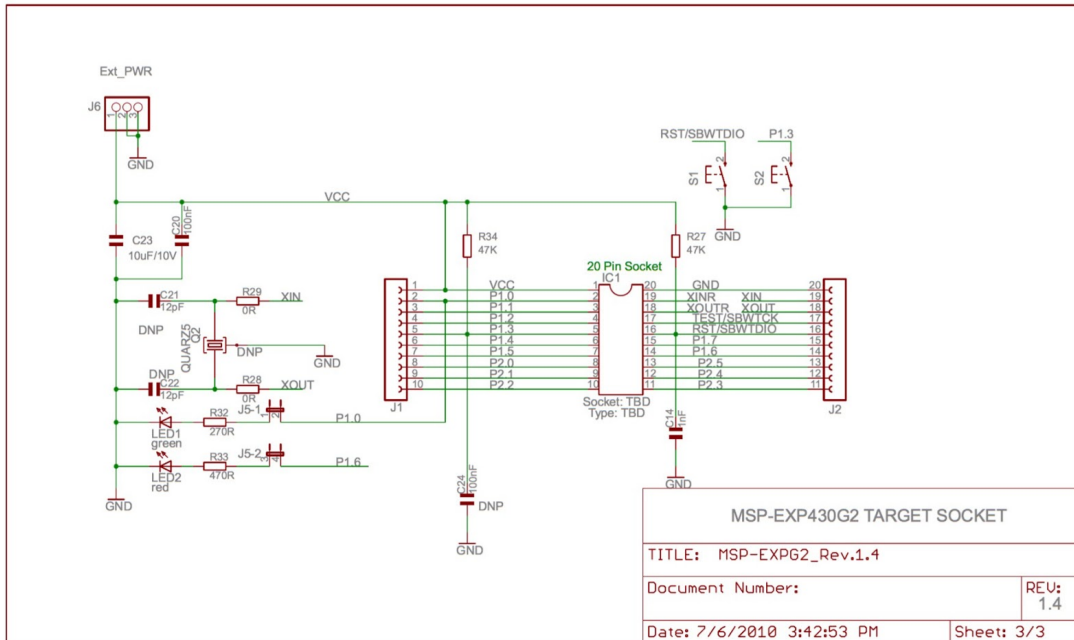 Ext_PWR
J6
1 2 3
GND
VCC
C23
10uF/10V
C20
100nF
R34
47K
R27
47K
RST/SBWTDIO
P1.3
S1
2
1
S2
2
1
GND
C21
12pF
DNP
R29
0R
XIN
QUARZ5
Q2
DNP
GND
DNP
C22
12pF
R28
0R
XOUT
LED1
green
R32
270R
J5-1
1 2
P1.0
LED2
red
R33
470R
J5-2
3 4
P1.6
GND
J1
1 VCC 1
2 P1.0 2
3 P1.1 3
4 P1.2 4
5 P1.3 5
6 P1.4 6
7 P1.5 7
8 P2.0 8
9 P2.1 9
10 P2.2 10
20 Pin Socket
IC1
Socket: TBD
Type: TBD
20 GND 20
19 XINR XIN 19
18 XOUTR XOUT 18
17 TEST/SBWTCK 17
16 RST/SBWTDIO 16
15 P1.7 15
14 P1.6 14
13 P2.5 13
12 P2.4 12
11 P2.3 11
J2
C24
100nF
DNP
GND
C14
1nF
GND
MSP-EXP430G2 TARGET SOCKET
TITLE: MSP-EXPG2_Rev.1.4
Document Number:
REV:
1.4
Date: 7/6/2010 3:42:53 PM
Sheet: 3/3